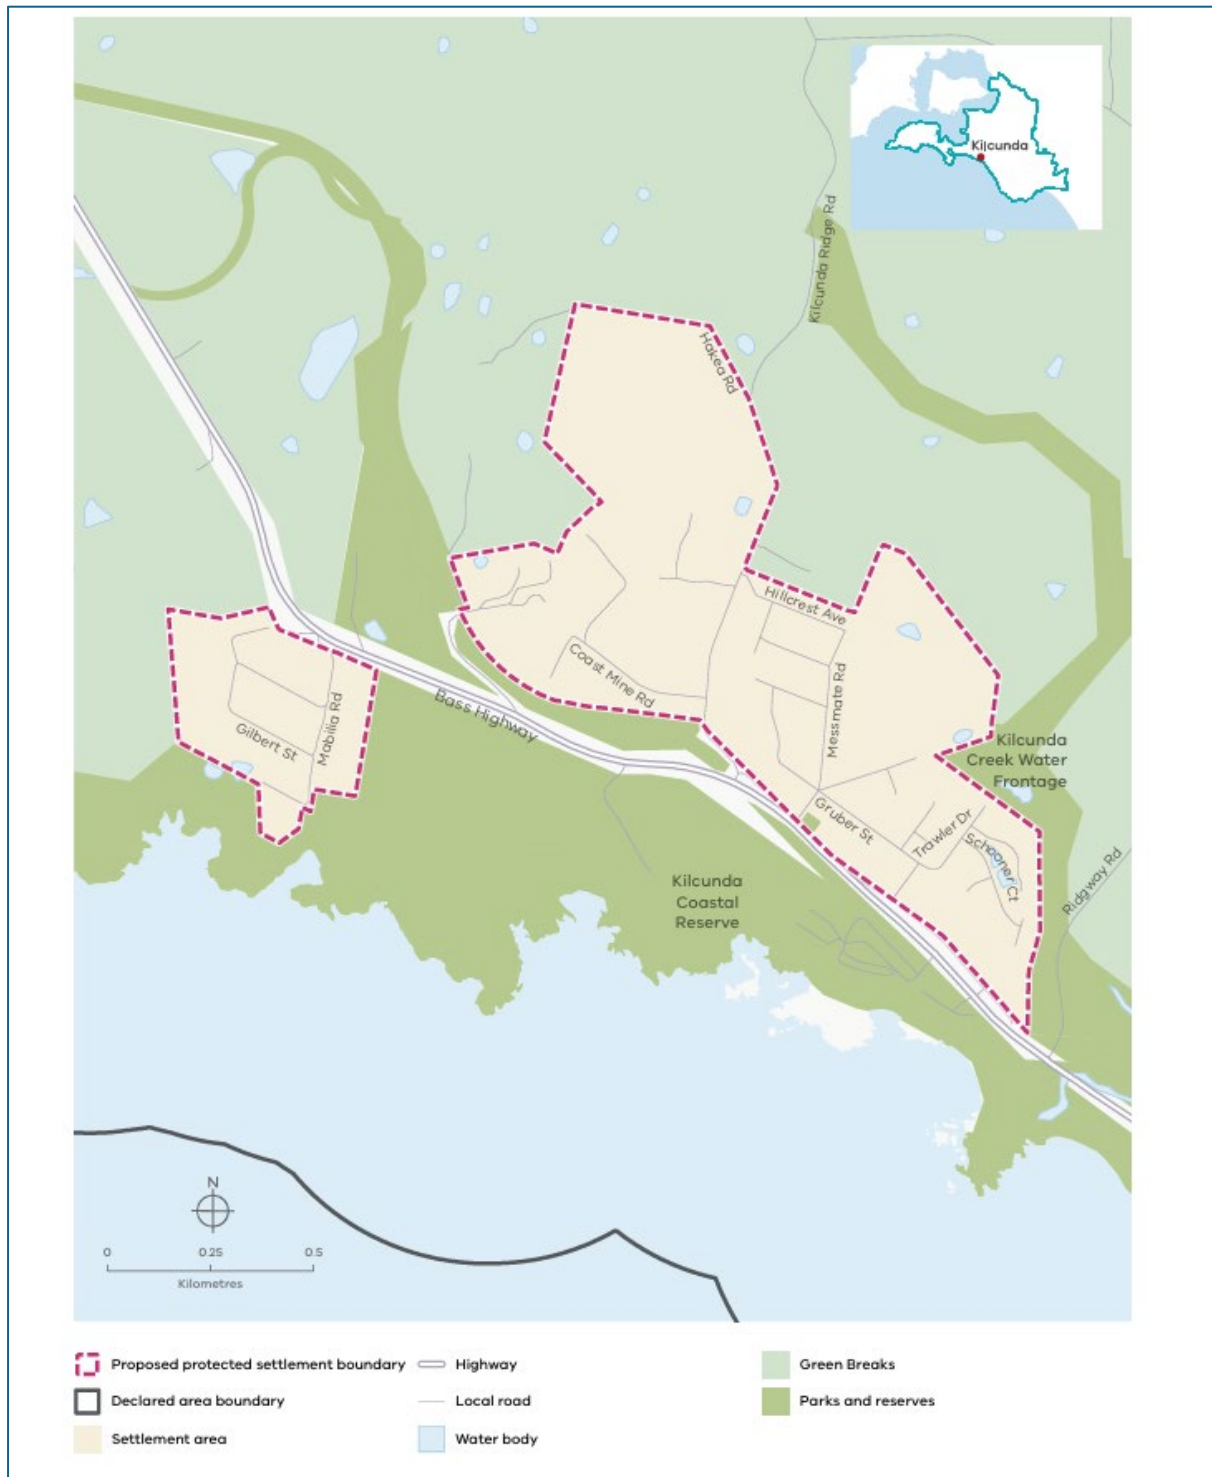 Kilcunda
Kilcunda Ridge Rd
Hakea Rd
Hillcrest Ave
Coast Mine Rd
Messmate Rd
Bass Highway
Mabilia Rd
Gilbert St
Kilcunda
Creek Water
Frontage
Gruber St
Trawler Dr
Schooner Ct
Ridgway Rd
Kilcunda
Coastal
Reserve
N
0 0.25 0.5
Kilometres
Proposed protected settlement boundary
Highway
Green Breaks
Declared area boundary
Local road
Parks and reserves
Settlement area
Water body